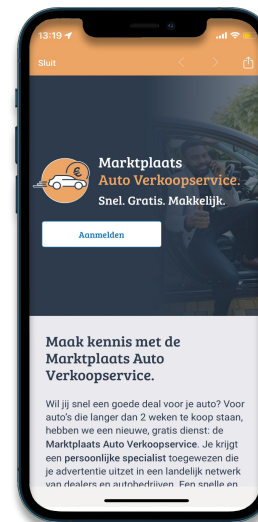 13:19
Sluit
Marktplaats
Auto Verkoopservice.
Snel. Gratis. Makkelijk.
Aanmelden
Maak kennis met de
Marktplaats Auto
Verkoopservice.
Wil jij snel een goede deal voor je auto? Voor
auto's die langer dan 2 weken te koop staan,
hebben we een nieuwe, gratis dienst: de
Marktplaats Auto Verkoopservice. Je krijgt
een persoonlijke specialist toegewezen die
je advertentie uitzet in een landelijk netwerk
van dealers en autobedrijven. Een snelle en